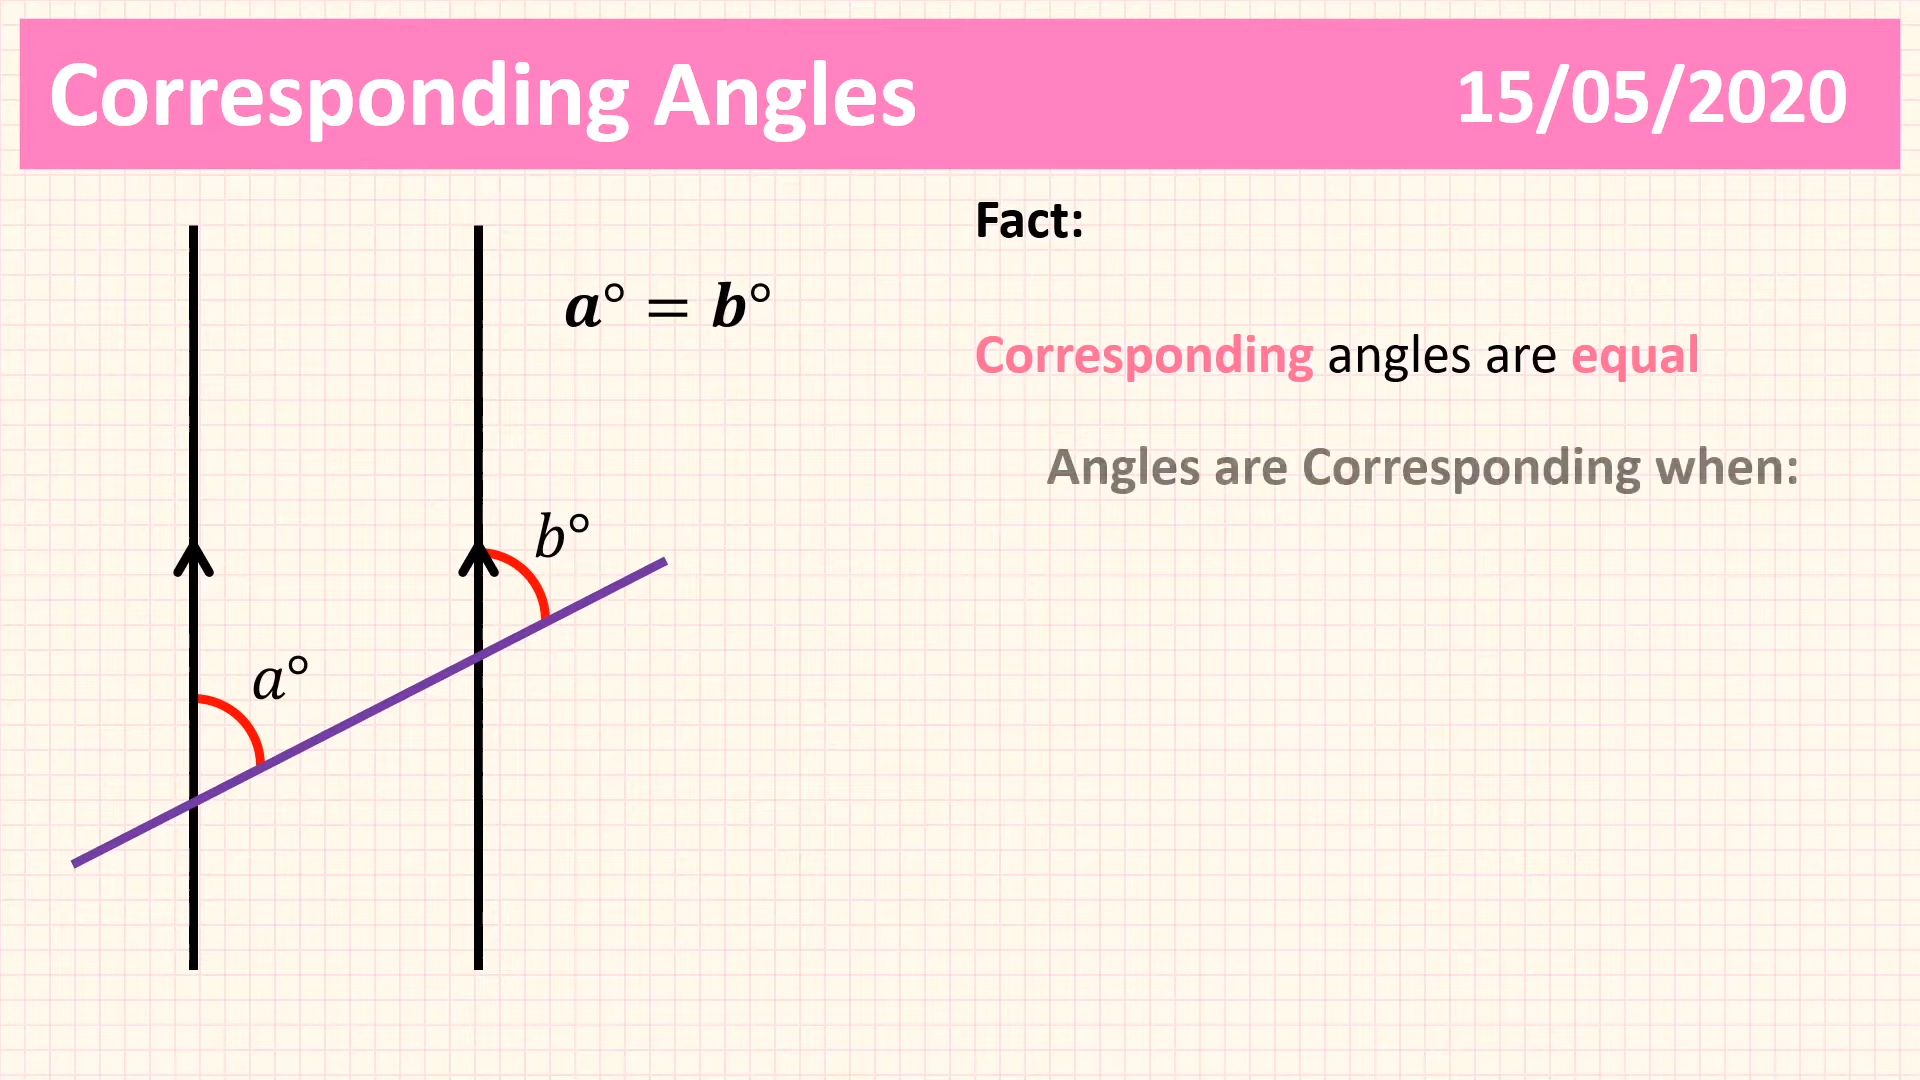 Corresponding Angles
15/05/2020
Fact:
a° = b°
Corresponding angles are equal
Angles are Corresponding when:
b°
a°